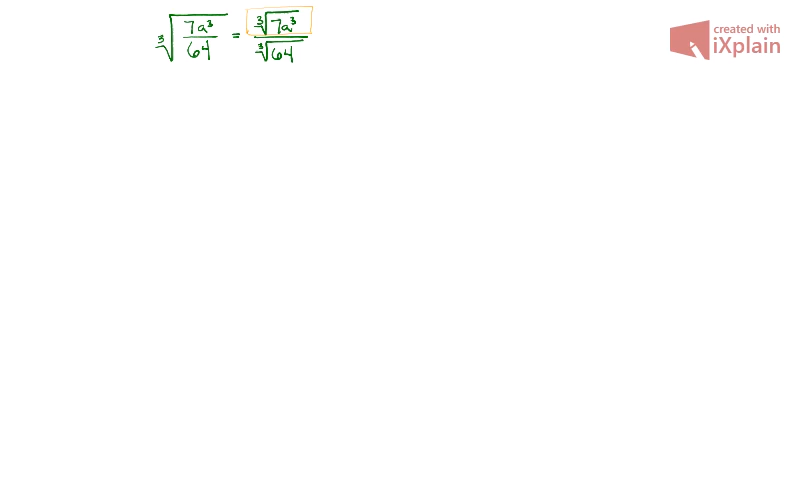 ∛(7a³/64) = ∛(7a³)/∛(64)
created with
iXplain